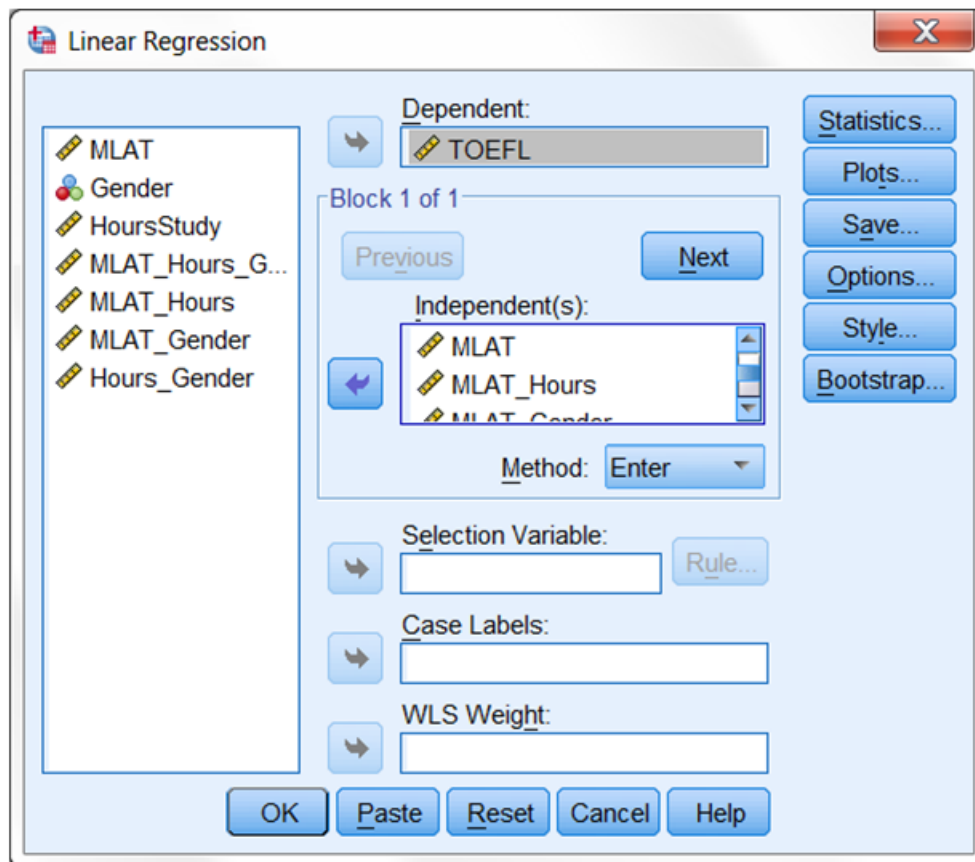 Linear Regression
X
MLAT
Gender
HoursStudy
MLAT_Hours_G...
MLAT_Hours
MLAT_Gender
Hours_Gender
Dependent:
TOEFL
Block 1 of 1
Previous
Next
Independent(s):
MLAT
MLAT_Hours
MLAT_Gender
Method: Enter
Selection Variable:
Rule...
Case Labels:
WLS Weight:
Statistics...
Plots...
Save...
Options...
Style...
Bootstrap...
OK Paste Reset Cancel Help